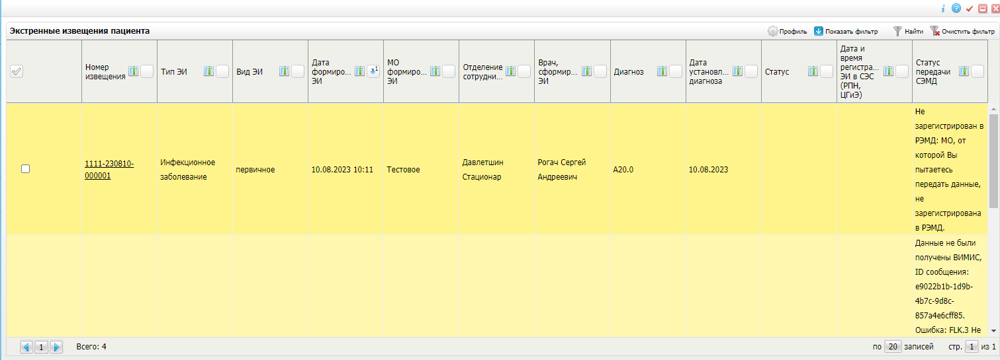 Экстренные извещения пациента
Профиль Показать фильтр Найти Очистить фильтр
Номер
извещения
Тип ЭИ
Вид ЭИ
Дата
формиро...
ЭИ
1
МО
формиро...
ЭИ
Отделение
сотрудни...
Врач,
сформир...
ЭИ
Диагноз
Дата
установл...
диагноза
Статус
Дата и
время
регистра...
ЭИ в СЭС
(РПН,
ЦГиЭ)
Статус
передачи
СЭМД
1111-230810-
000001
Инфекционное
заболевание
первичное
10.08.2023 10:11
Тестовое
Давлетшин
Стационар
Рогач Сергей
Андреевич
A20.0
10.08.2023
Не
зарегистрирован в
РЭМД: МО, от
которой Вы
пытаетесь
передать данные,
не
зарегистрирована
в РЭМД.
Данные не были
получены ВИМИС,
ID сообщения:
e9022b1b-1d9b-
4b7c-9d8c-
857a4e6cff85.
Ошибка: FLK.3 Не
1 Всего: 4
по 20 записей стр. 1 из 1